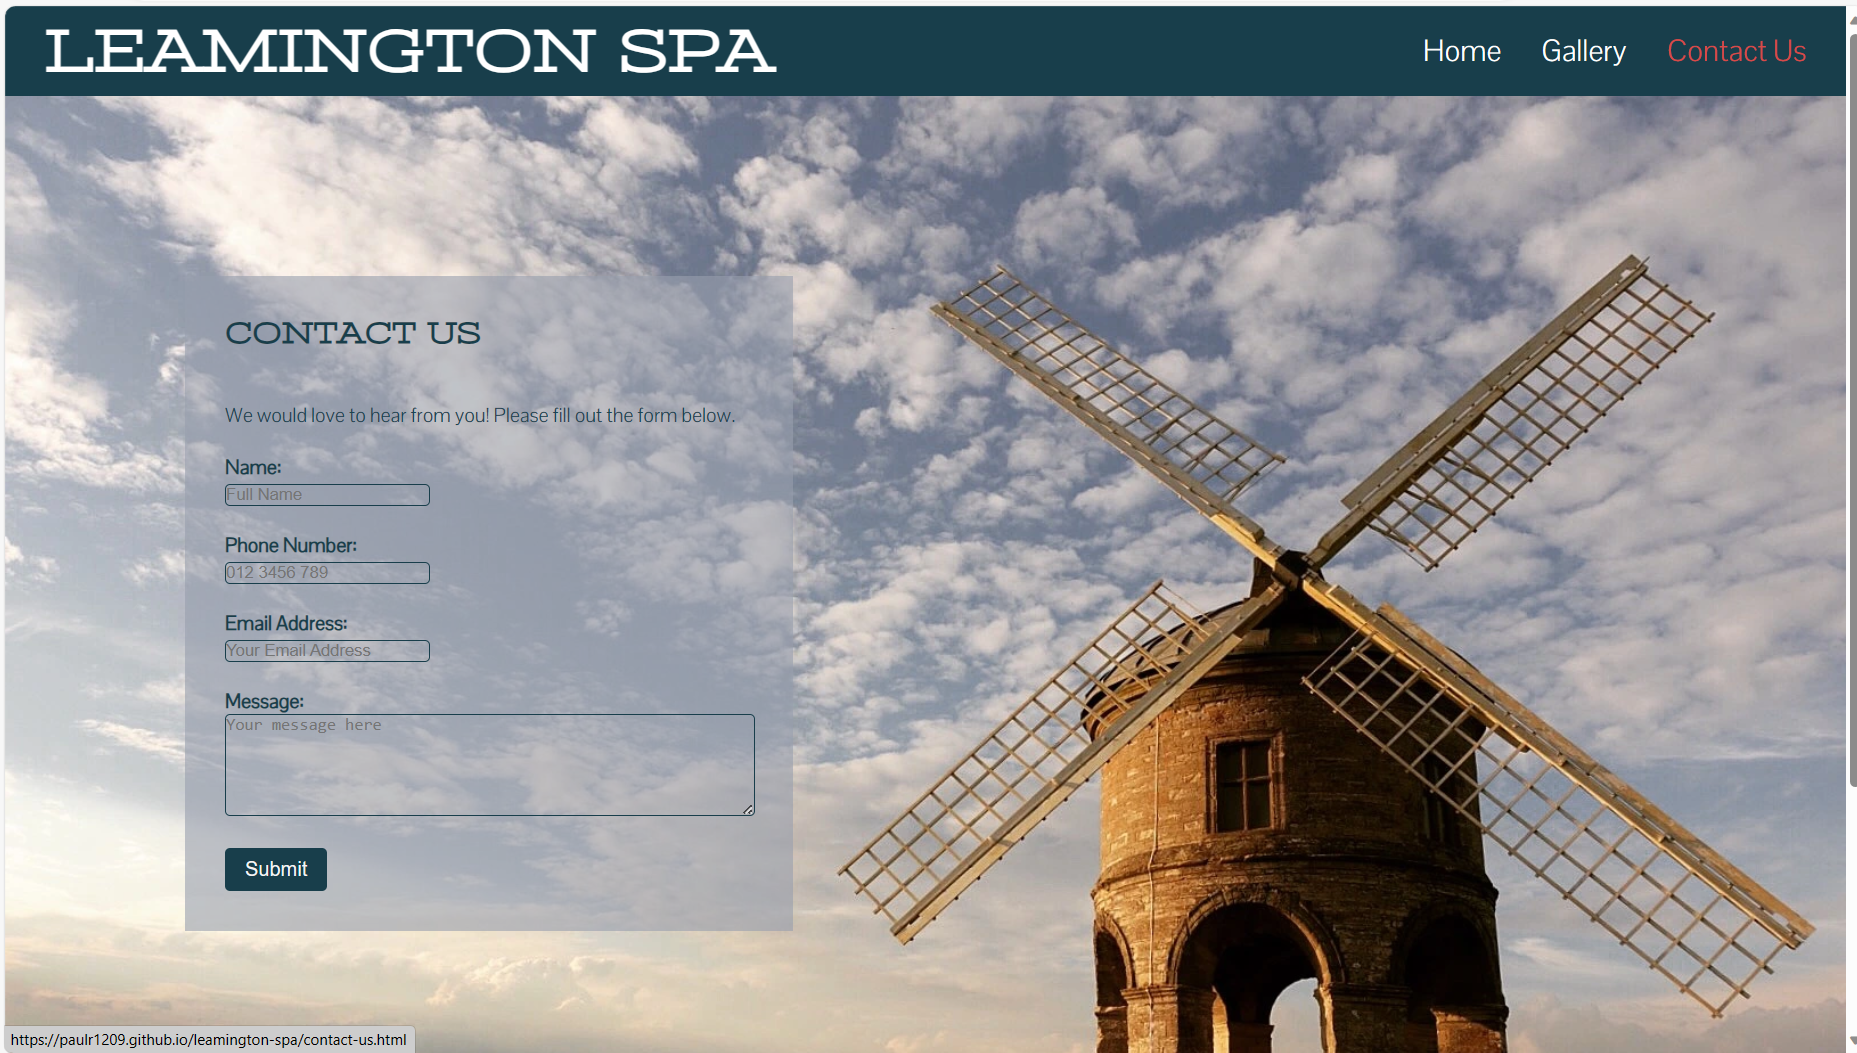 LEAMINGTON SPA
Home Gallery Contact Us
CONTACT US
We would love to hear from you! Please fill out the form below.
Name:
Full Name
Phone Number:
012 3456 789
Email Address:
Your Email Address
Message:
Your message here
Submit
https://paulr1209.github.io/leamington-spa/contact-us.html